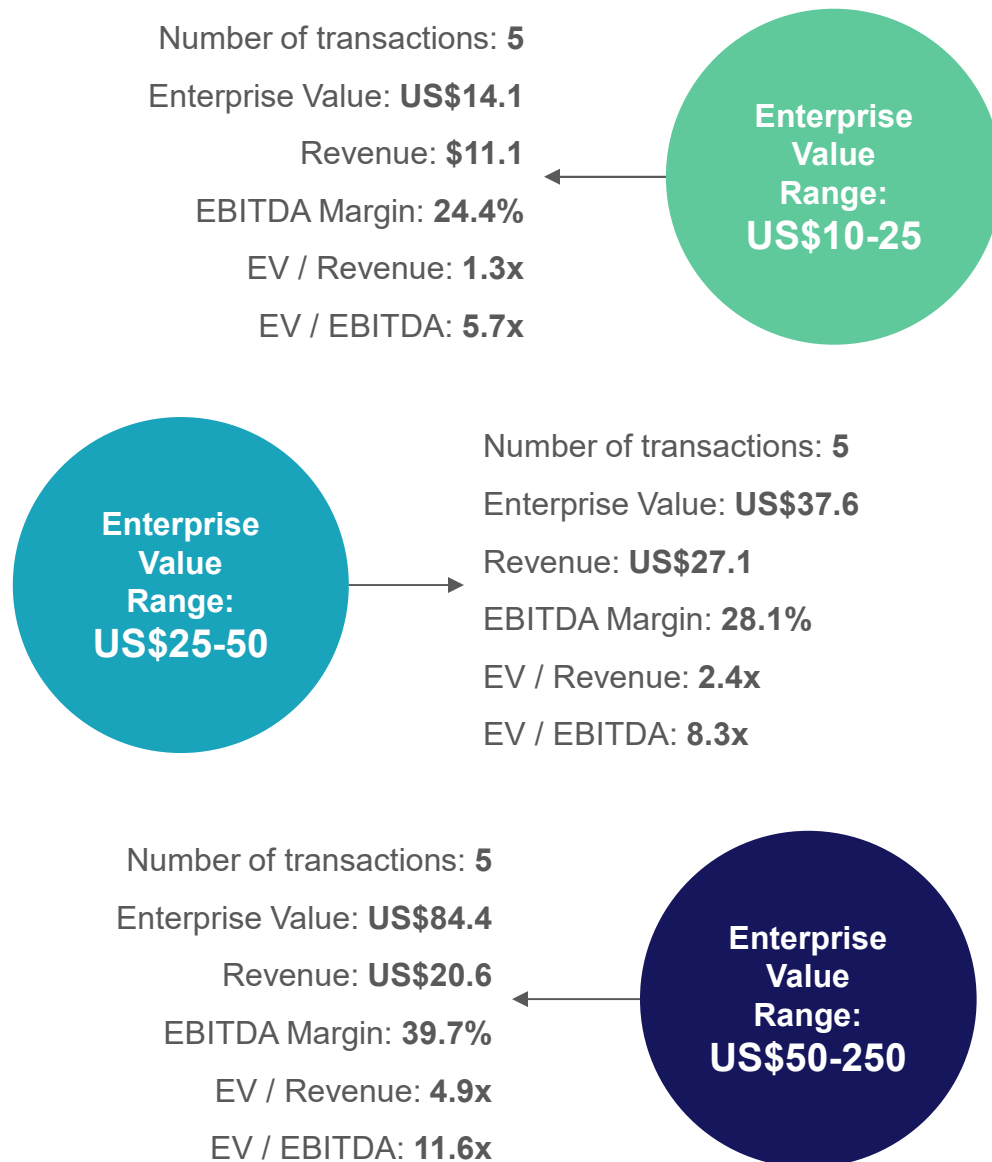 Number of transactions: 5
Enterprise Value: US$14.1
Revenue: $11.1
EBITDA Margin: 24.4%
EV / Revenue: 1.3x
EV / EBITDA: 5.7x
Enterprise
Value
Range:
US$10-25
Enterprise
Value
Range:
US$25-50
Number of transactions: 5
Enterprise Value: US$37.6
Revenue: US$27.1
EBITDA Margin: 28.1%
EV / Revenue: 2.4x
EV / EBITDA: 8.3x
Number of transactions: 5
Enterprise Value: US$84.4
Revenue: US$20.6
EBITDA Margin: 39.7%
EV / Revenue: 4.9x
EV / EBITDA: 11.6x
Enterprise
Value
Range:
US$50-250